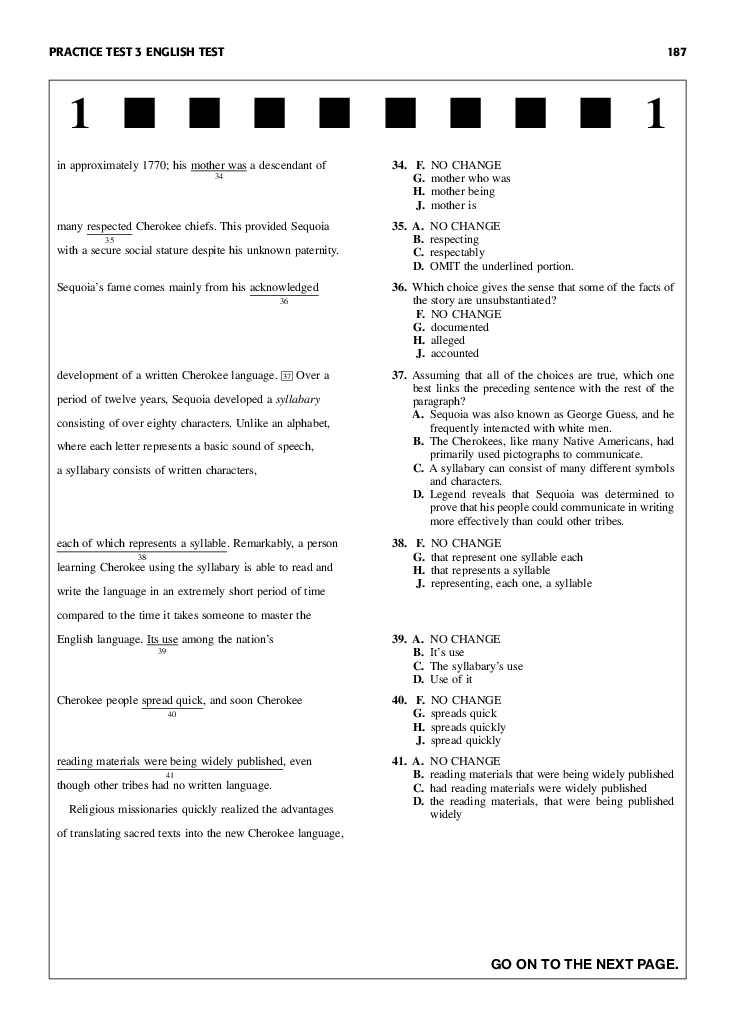 PRACTICE TEST 3 ENGLISH TEST
187
1
1
in approximately 1770; his mother was a descendant of
34
many respected Cherokee chiefs. This provided Sequoia
35
with a secure social stature despite his unknown paternity.
Sequoia's fame comes mainly from his acknowledged
36
development of a written Cherokee language. 37 Over a
period of twelve years, Sequoia developed a syllabary
consisting of over eighty characters. Unlike an alphabet,
where each letter represents a basic sound of speech,
a syllabary consists of written characters,
each of which represents a syllable. Remarkably, a person
38
learning Cherokee using the syllabary is able to read and
write the language in an extremely short period of time
compared to the time it takes someone to master the
English language. Its use among the nation's
39
Cherokee people spread quick, and soon Cherokee
40
reading materials were being widely published, even
41
though other tribes had no written language.
Religious missionaries quickly realized the advantages
of translating sacred texts into the new Cherokee language,
34. F. NO CHANGE
G. mother who was
H. mother being
J. mother is
35. A. NO CHANGE
B. respecting
C. respectably
D. OMIT the underlined portion.
36. Which choice gives the sense that some of the facts of
the story are unsubstantiated?
F. NO CHANGE
G. documented
H. alleged
J. accounted
37. Assuming that all of the choices are true, which one
best links the preceding sentence with the rest of the
paragraph?
A. Sequoia was also known as George Guess, and he
frequently interacted with white men.
B. The Cherokees, like many Native Americans, had
primarily used pictographs to communicate.
C. A syllabary can consist of many different symbols
and characters.
D. Legend reveals that Sequoia was determined to
prove that his people could communicate in writing
more effectively than could other tribes.
38. F. NO CHANGE
G. that represent one syllable each
H. that represents a syllable
J. representing, each one, a syllable
39. A. NO CHANGE
B. It's use
C. The syllabary's use
D. Use of it
40. F. NO CHANGE
G. spreads quick
H. spreads quickly
J. spread quickly
41. A. NO CHANGE
B. reading materials that were being widely published
C. had reading materials were widely published
D. the reading materials, that were being published
widely
GO ON TO THE NEXT PAGE.